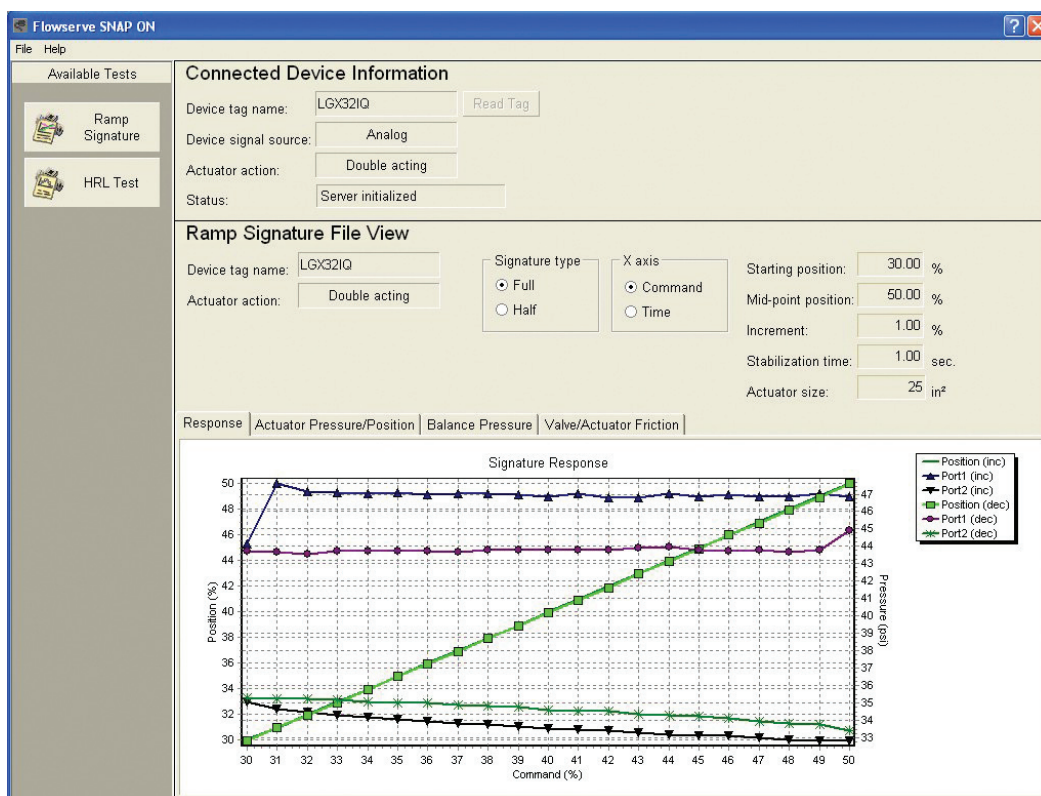 Flowserve SNAP ON
File Help
Available Tests
Ramp
Signature
HRL Test
Connected Device Information
Device tag name: LGX32IQ Read Tag
Device signal source: Analog
Actuator action: Double acting
Status: Server initialized
Ramp Signature File View
Device tag name: LGX32IQ
Actuator action: Double acting
Signature type
Full
Half
X axis
Command
Time
Starting position: 30.00 %
Mid-point position: 50.00 %
Increment: 1.00 %
Stabilization time: 1.00 sec.
Actuator size: 25 in²
Response Actuator Pressure/Position Balance Pressure Valve/Actuator Friction
Signature Response
Position (%)
50
48
46
44
42
40
38
36
34
32
30
30 31 32 33 34 35 36 37 38 39 40 41 42 43 44 45 46 47 48 49 50
Command (%)
47
46
45
44
43
42
41
40
39
38
37
36
35
34
33
Pressure (psi)
Position (inc)
Port1 (inc)
Port2 (inc)
Position (dec)
Port1 (dec)
Port2 (dec)